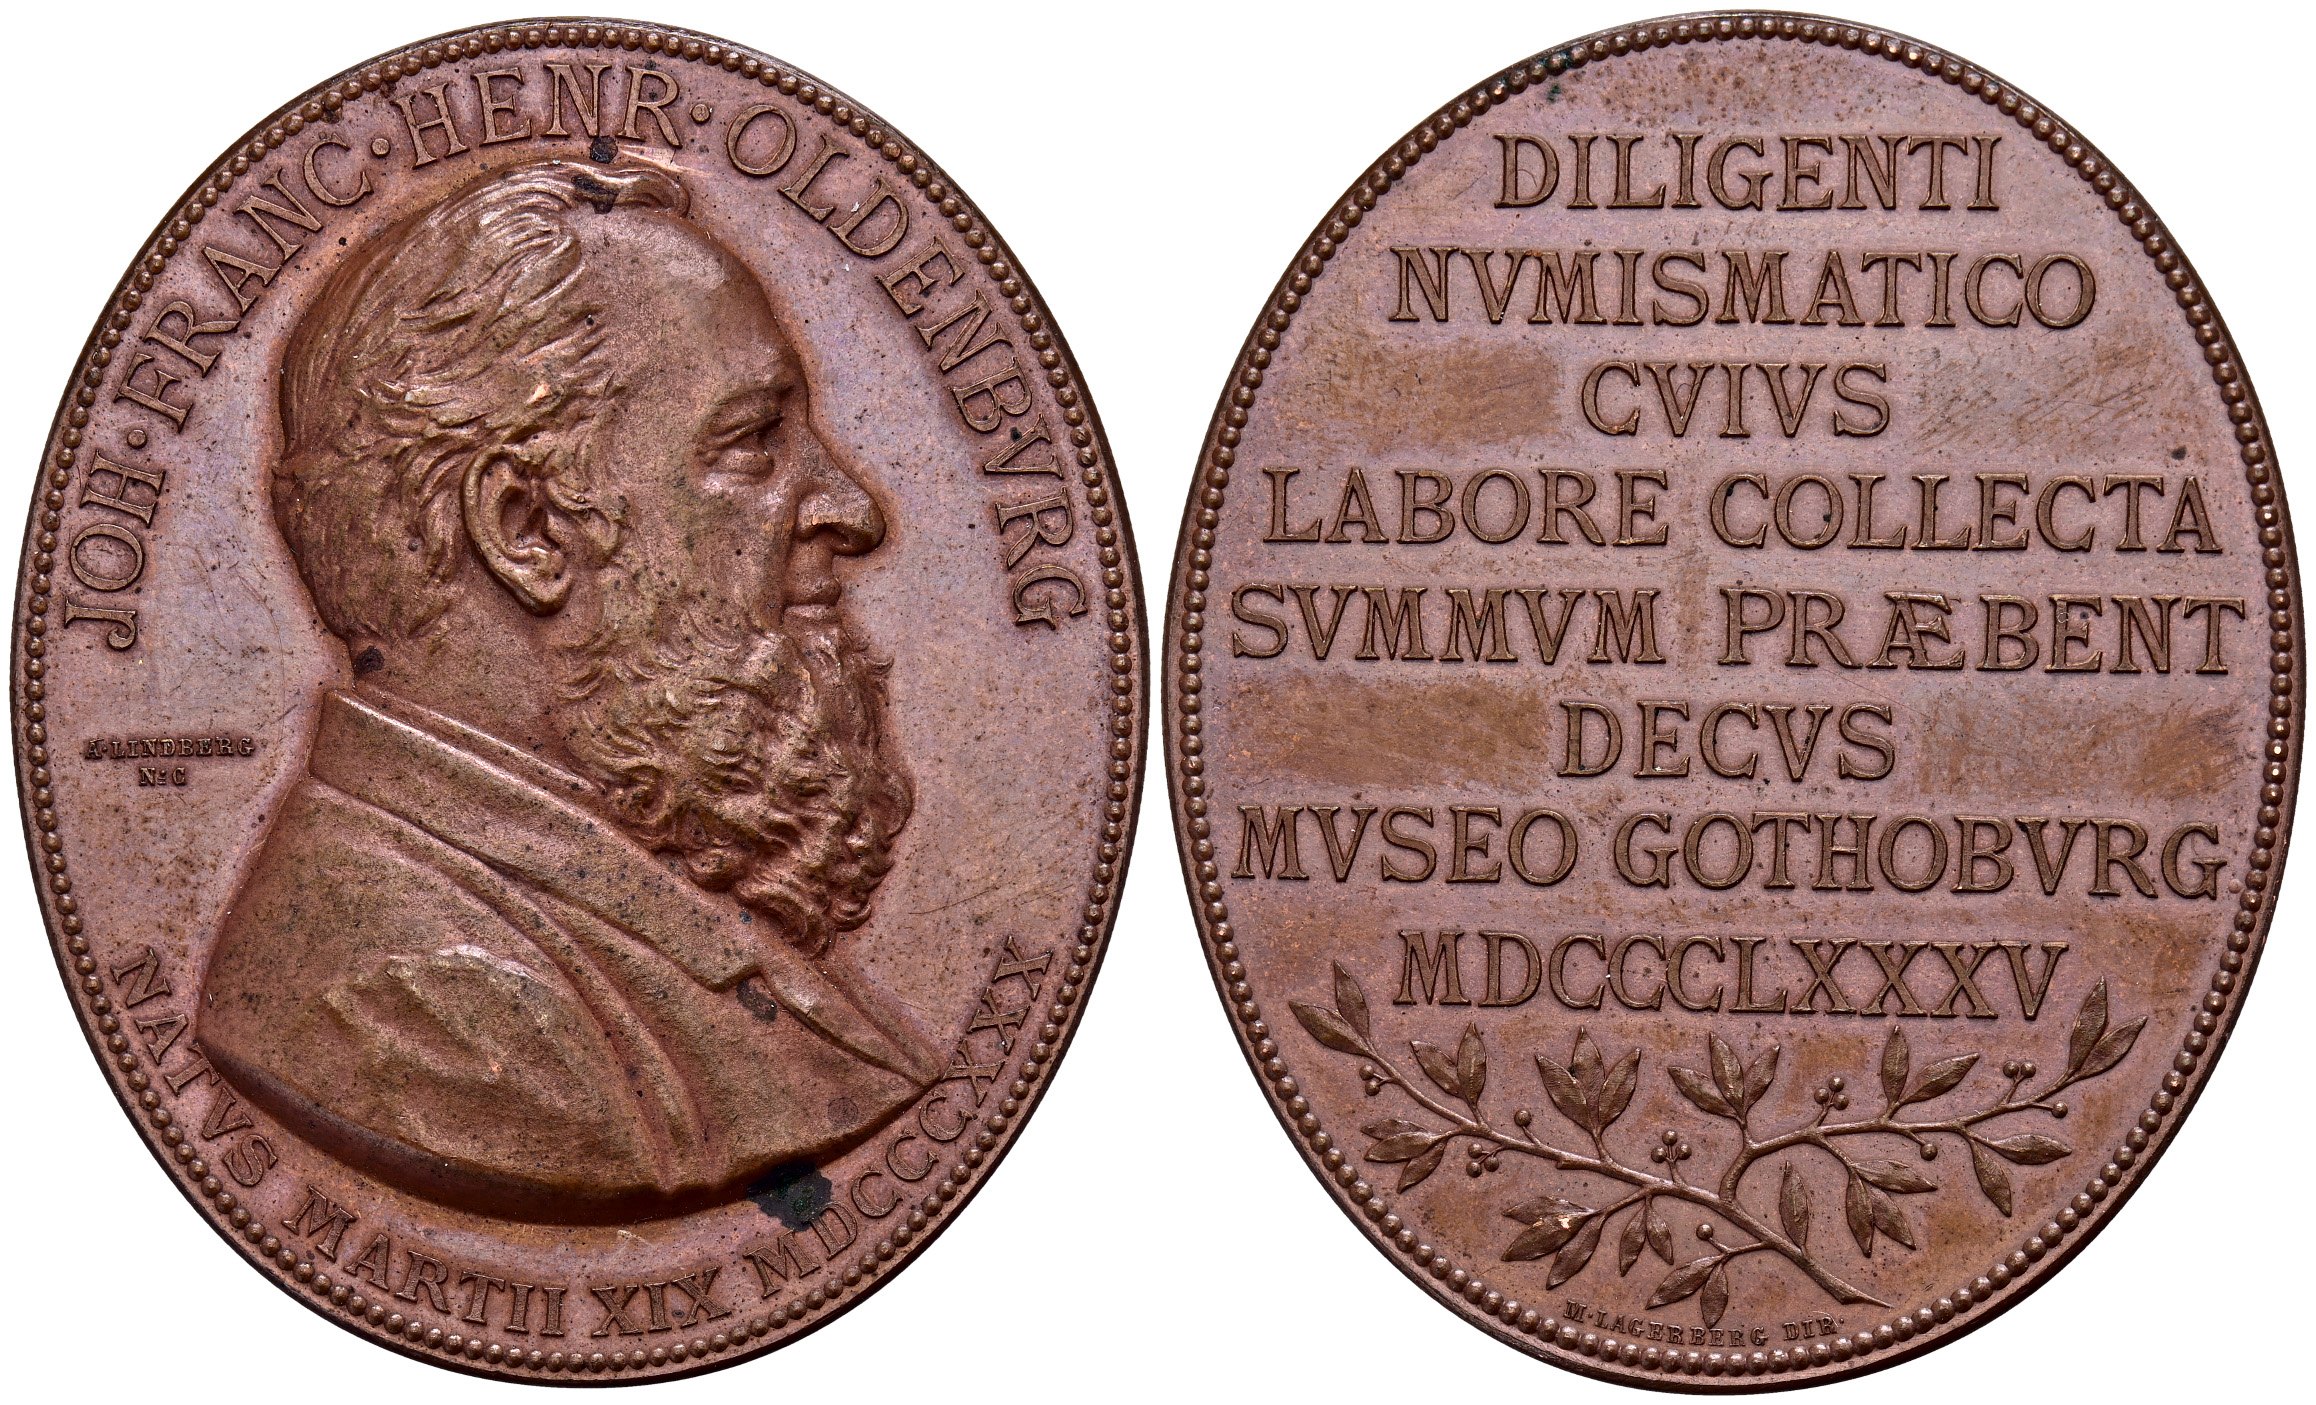 JOH· FRANC· HENR· OLDENBVRG
A·LINDBERG
N:C
NATVS MARTII XIX MDCCCXXXX
DILIGENTI
NVMISMATICO
CVIVS
LABORE COLLECTA
SVMMVM PRÆBENT
DECVS
MVSEO GOTHOBVRG
MDCCCLXXXV
M·LAGERBERG DIR·